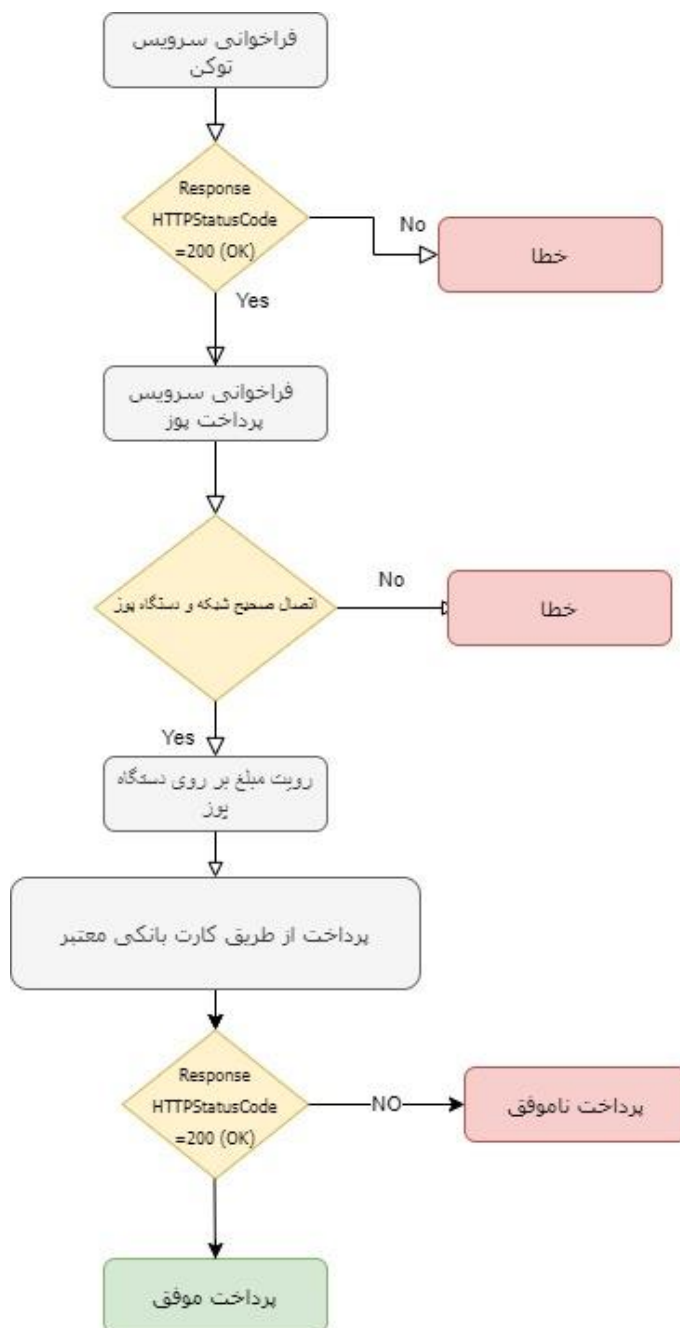 فراخوانی سرویس
توکن
Response
HTTPStatusCode
=200 (OK)
No
خطا
Yes
فراخوانی سرویس
پرداخت پوز
اتصال صحیح شبکه و دستگاه پوز
No
خطا
Yes
رویت مبلغ بر روی دستگاه
پوز
پرداخت از طریق کارت بانکی معتبر
Response
HTTPStatusCode
=200 (OK)
NO
پرداخت ناموفق
پرداخت موفق